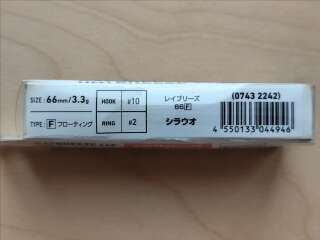 SIZE: 66mm/3.3g
HOOK #10
レイブリーズ
66F
(0743 2242)
TYPE: F フローティング
RING #2
シラウオ
4 550133 044946